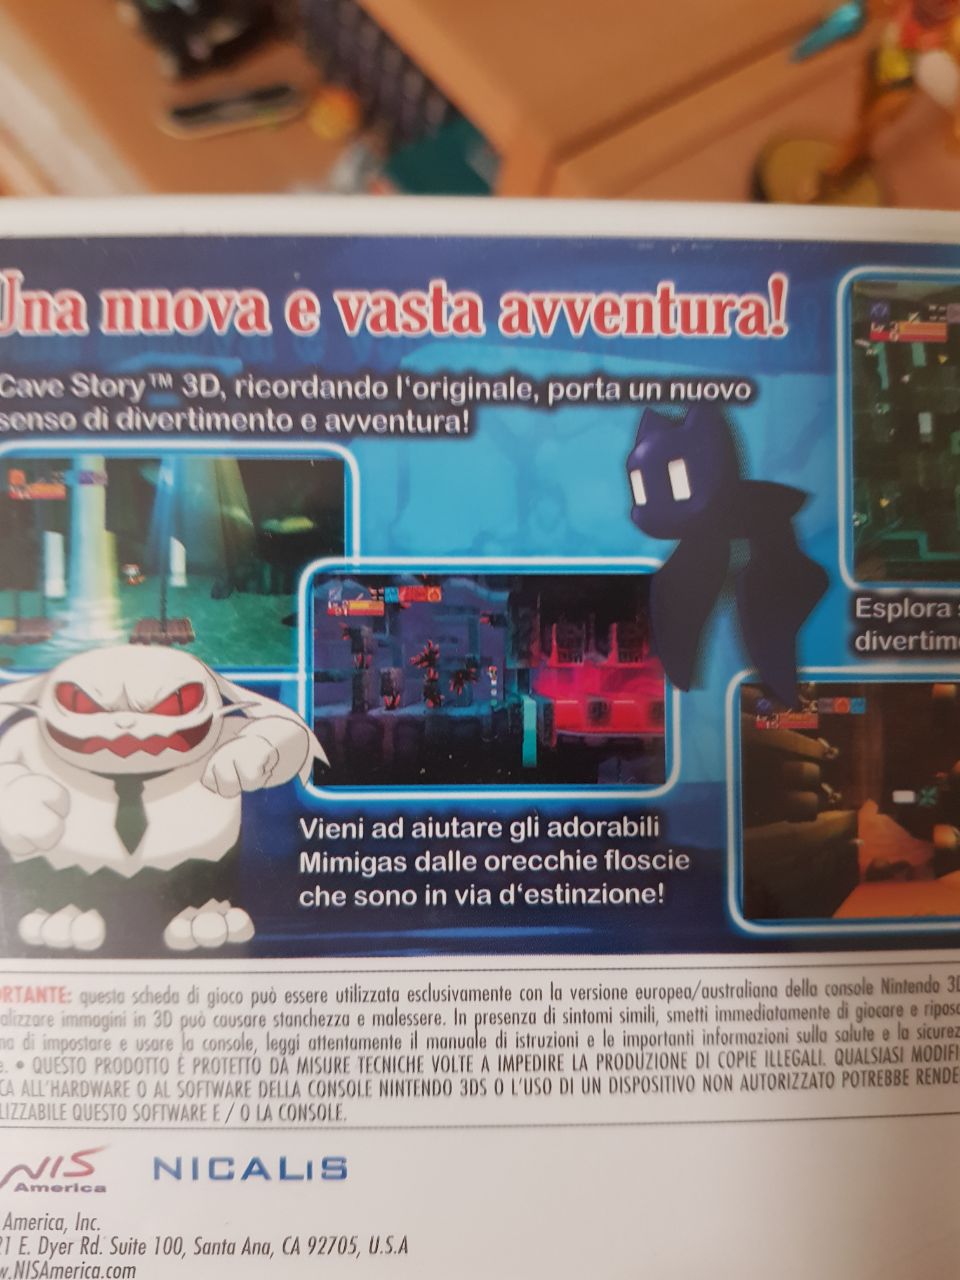 Una nuova e vasta avventura!
Cave Story™ 3D, ricordando l'originale, porta un nuovo
senso di divertimento e avventura!
Esplora
Vieni ad aiutare gli adorabili
Mimigas dalle orecchie floscie
che sono in via d'estinzione!
questa scheda di gioco può essere utilizzata esclusivamente con la versione europea/australiana della console Nintendo
immagini in 3D può causare stanchezza e malessere. In presenza di sintomi simili, smetti immediatamente di giocare e
di impostare e usare la console, leggi attentamente il manuale di istruzioni e le importanti informazioni sulla salute e la
• QUESTO PRODOTTO È PROTETTO DA MISURE TECNICHE VOLTE A IMPEDIRE LA PRODUZIONE DI COPIE ILLEGALI. QUALSIASI
ALL'HARDWARE O AL SOFTWARE DELLA CONSOLE NINTENDO 3DS O L'USO DI UN DISPOSITIVO NON AUTORIZZATO POTREBBE
QUESTO SOFTWARE E / O LA CONSOLE.
NIS America NICALiS
America, Inc.
E. Dyer Rd. Suite 100, Santa Ana, CA 92705, U.S.A
.NISAmerica.com